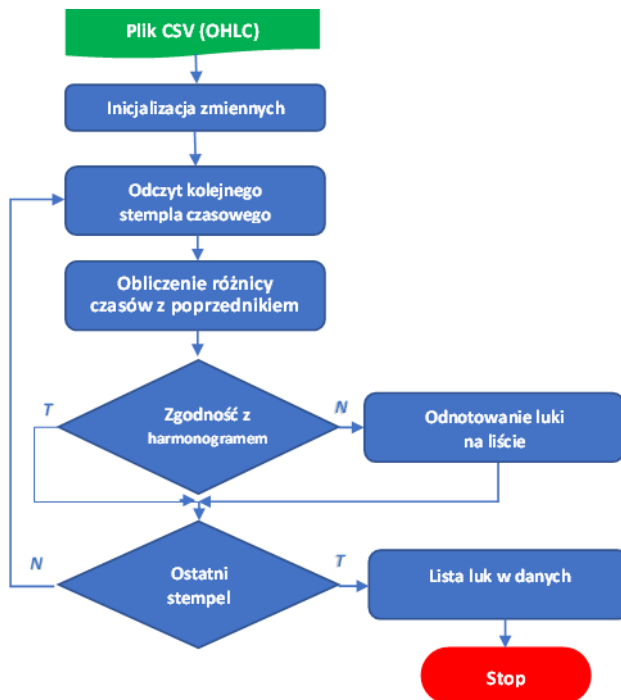 Plik CSV (OHLC)
Inicjalizacja zmiennych
Odczyt kolejnego
stempla czasowego
Obliczenie różnicy
czasów z poprzednikiem
T
Zgodność z
harmonogramem
N
Odnotowanie luki
na liście
N
Ostatni
stempel
T
Lista luk w danych
Stop